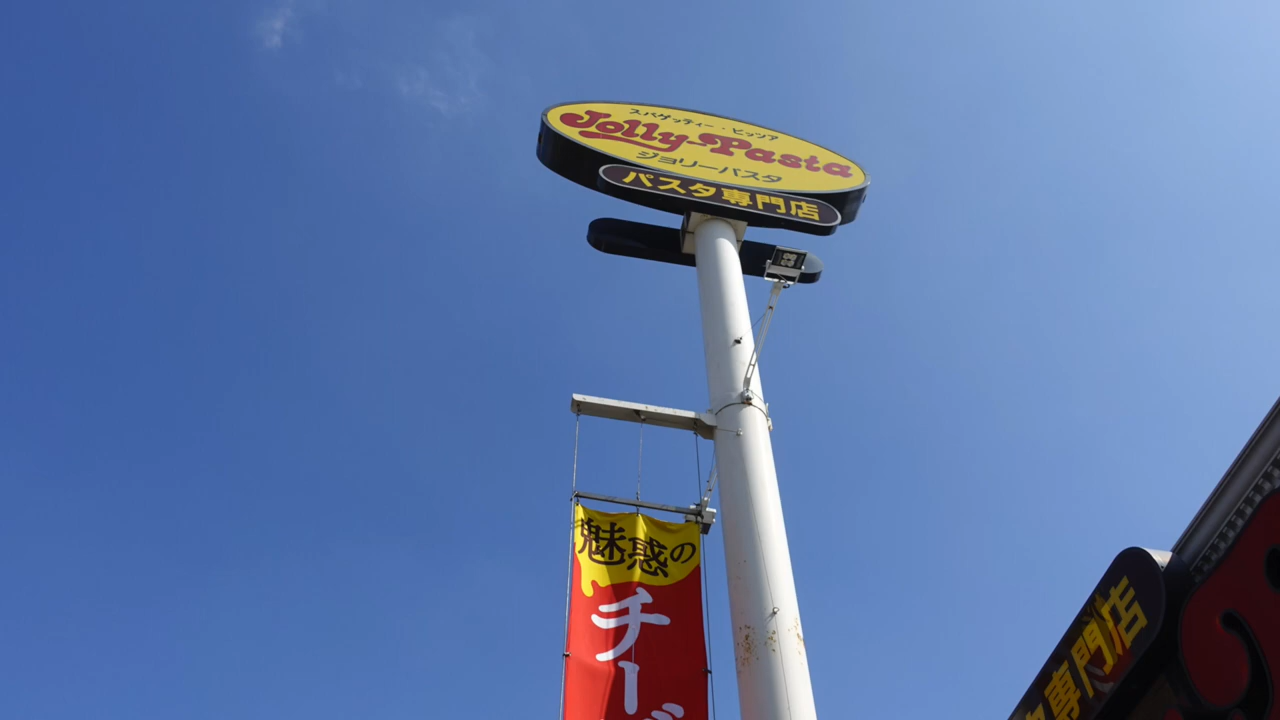 スパゲッティー・ピッツア
Jolly-Pasta
ジョリーパスタ
パスタ専門店
魅惑の
チー
専門店